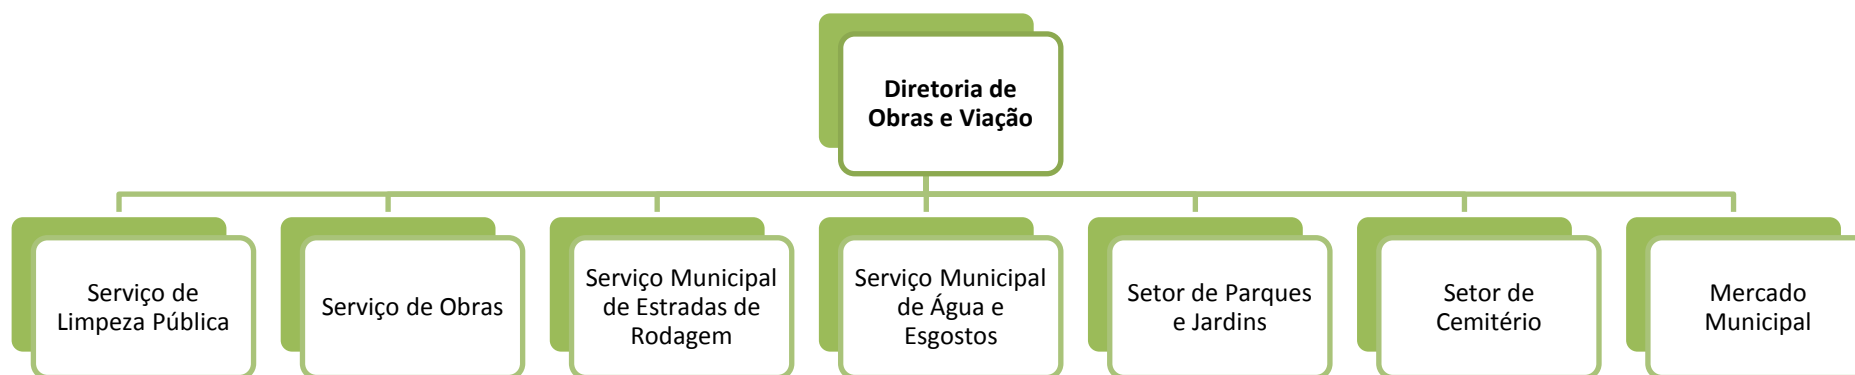 Diretoria de
Obras e Viação
Serviço de
Limpeza Pública
Serviço de Obras
Serviço Municipal
de Estradas de
Rodagem
Serviço Municipal
de Água e
Esgostos
Setor de Parques
e Jardins
Setor de
Cemitério
Mercado
Municipal